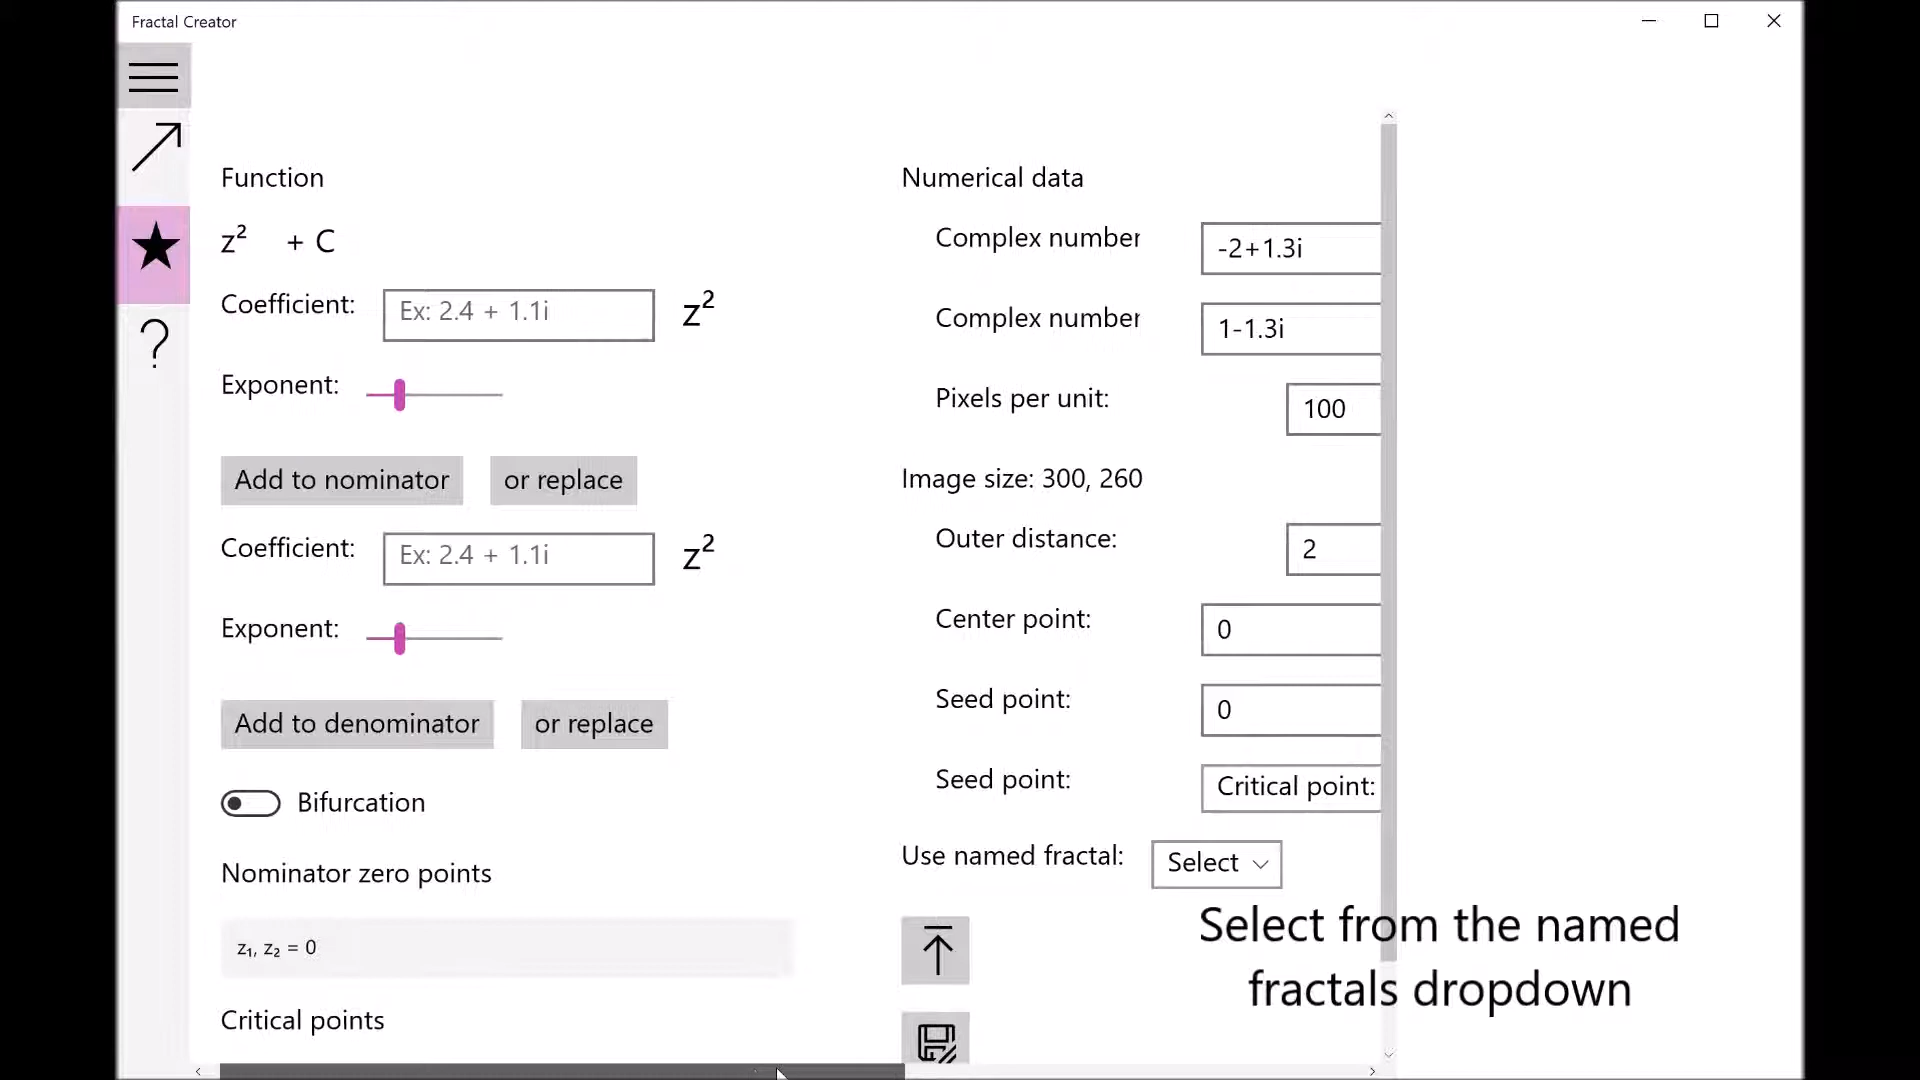 Fractal Creator
Function
z² + C
Coefficient: Ex: 2.4 + 1.1i z²
Exponent:
Add to nominator or replace
Coefficient: Ex: 2.4 + 1.1i z²
Exponent:
Add to denominator or replace
Bifurcation
Nominator zero points
z₁, z₂ = 0
Critical points
Numerical data
Complex number -2+1.3i
Complex number 1-1.3i
Pixels per unit: 100
Image size: 300, 260
Outer distance: 2
Center point: 0
Seed point: 0
Seed point: Critical point:
Use named fractal: Select
Select from the named
fractals dropdown